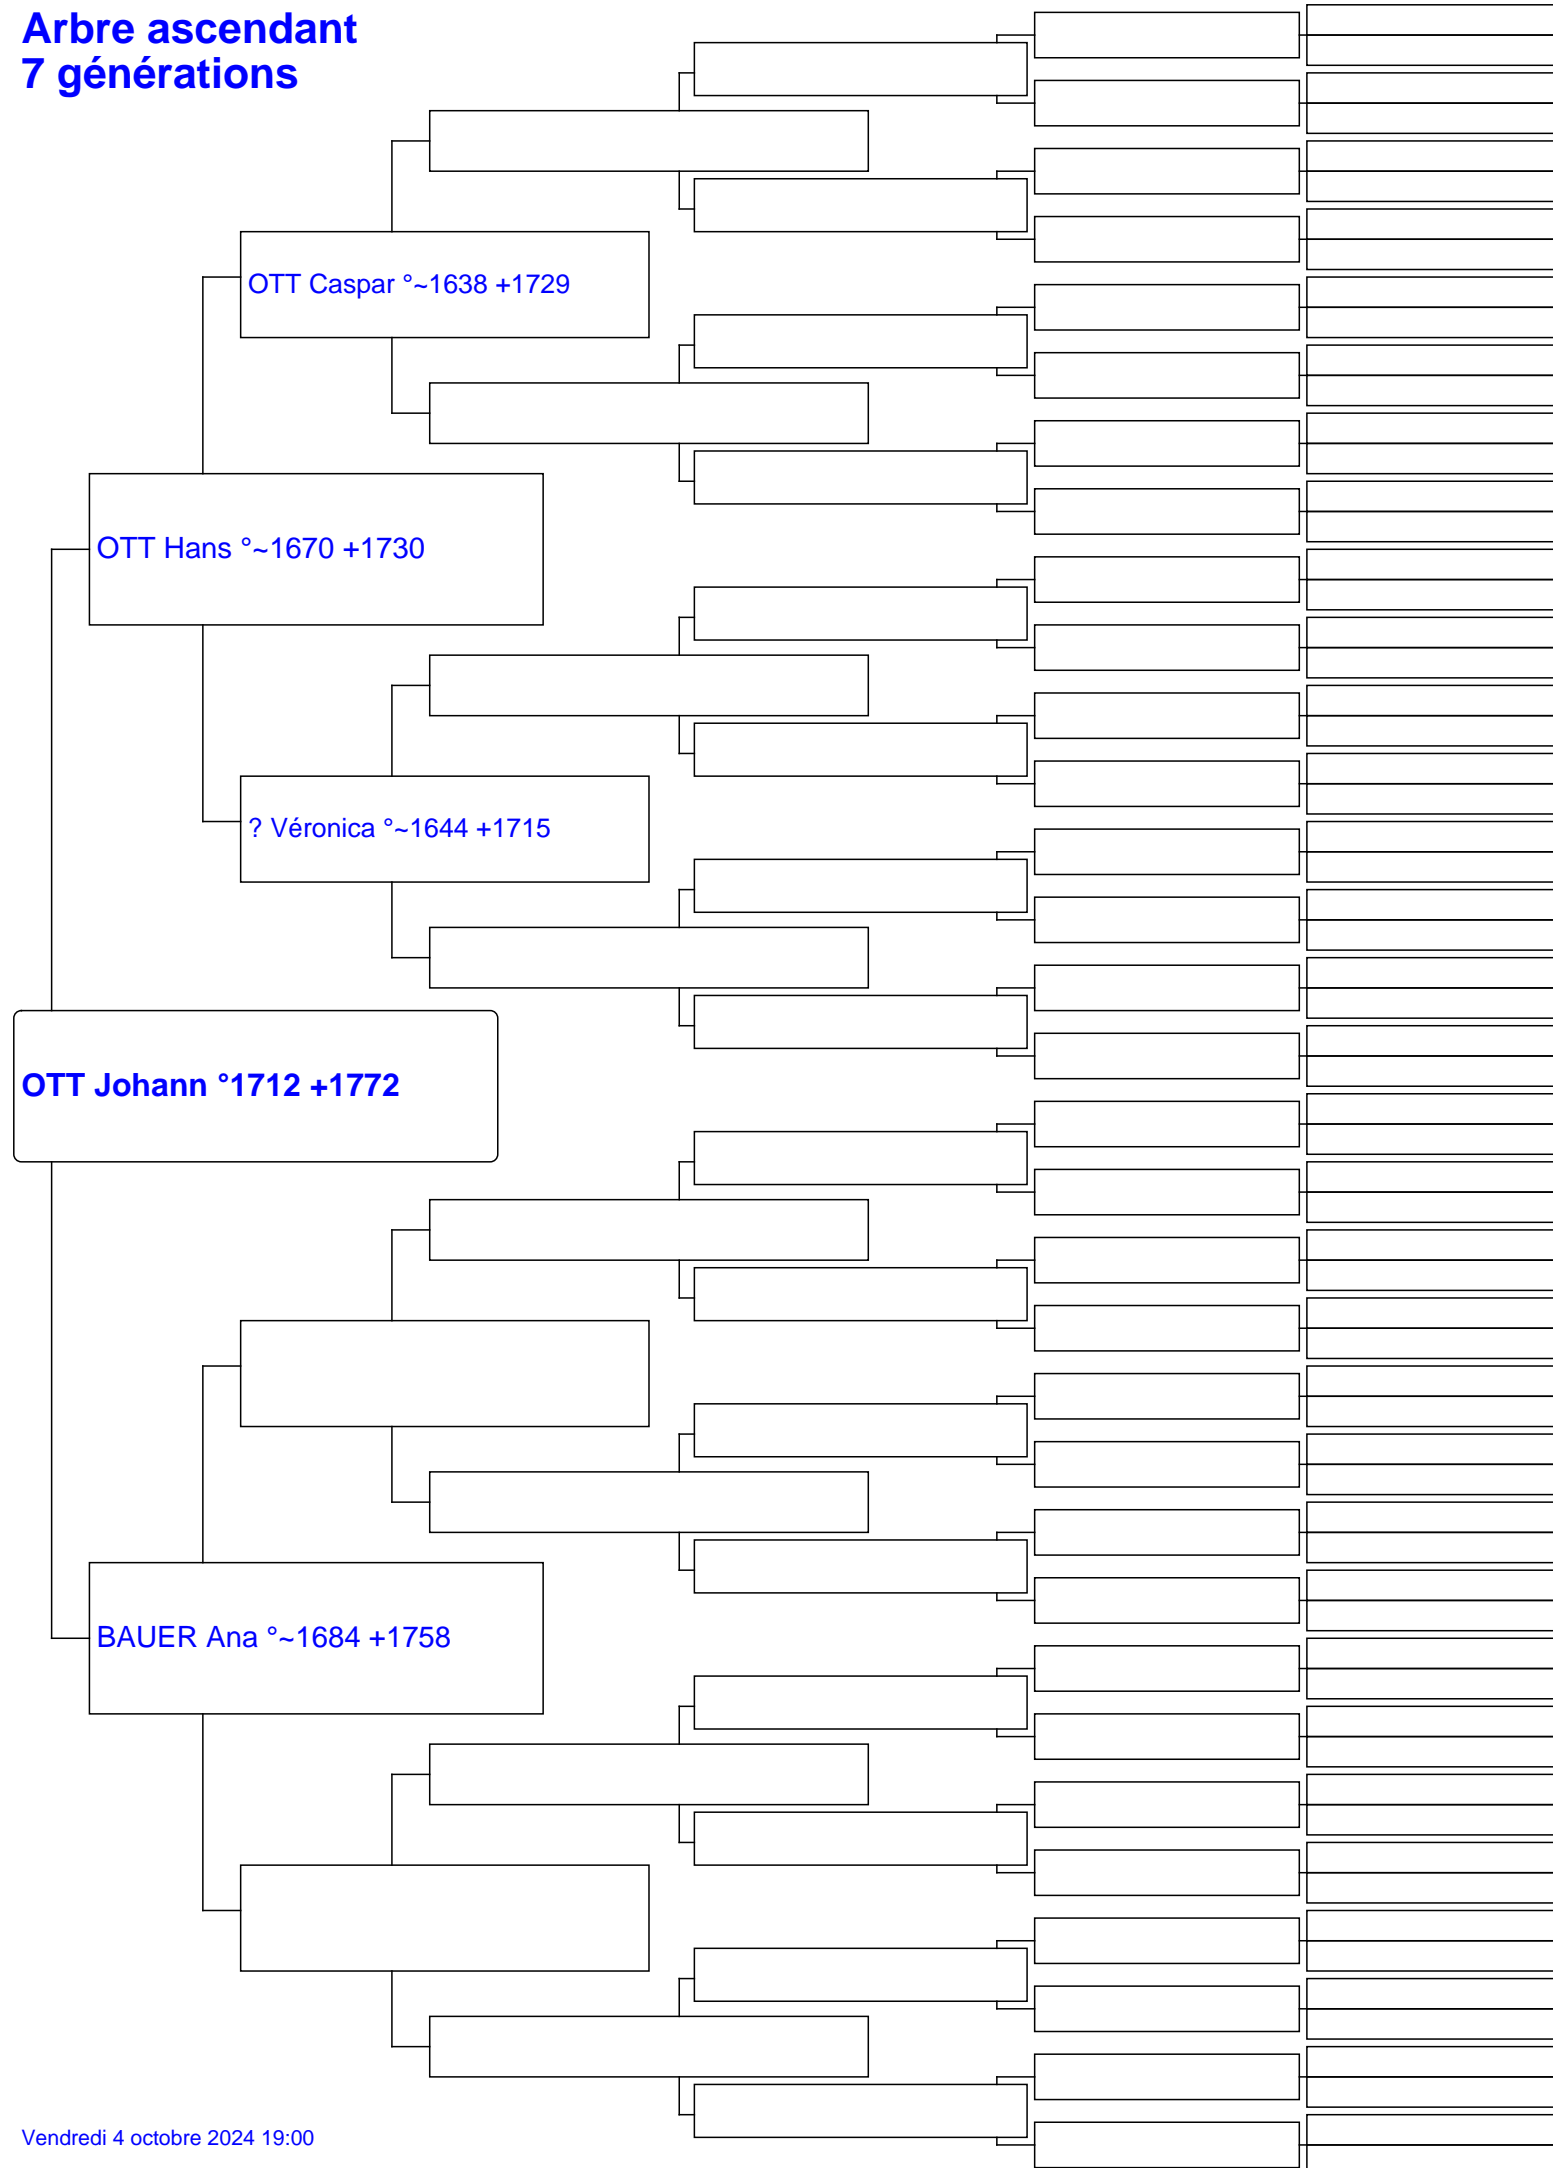 Arbre ascendant
7 générations
OTT Caspar °~1638 +1729
OTT Hans °~1670 +1730
? Véronica °~1644 +1715
OTT Johann °1712 +1772
BAUER Ana °~1684 +1758
Vendredi 4 octobre 2024 19:00